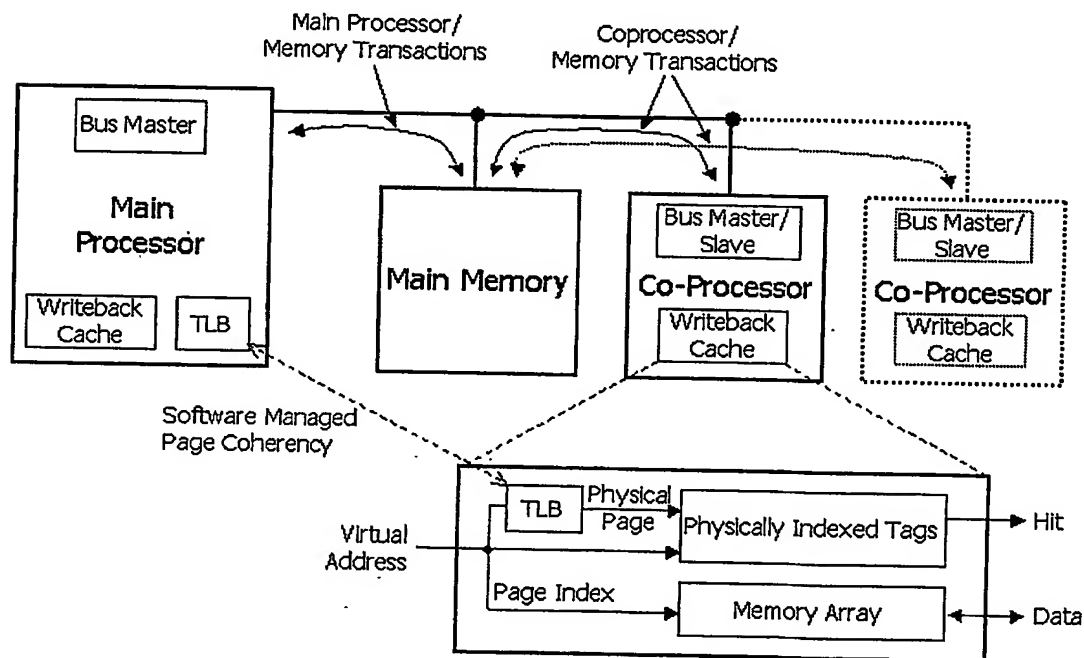 Main Processor/
Memory Transactions
Coprocessor/
Memory Transactions
Bus Master
Main
Processor
Writeback
Cache
TLB
Main Memory
Bus Master/
Slave
Co-Processor
Writeback
Cache
Bus Master/
Slave
Co-Processor
Writeback
Cache
Software Managed
Page Coherency
TLB
Physical
Page
Physically Indexed Tags
Hit
Virtual
Address
Page Index
Memory Array
Data